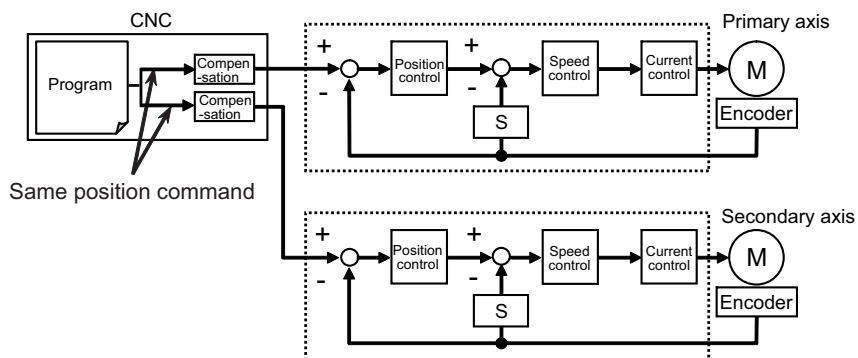 CNC
Program
Compen
-sation
Compen
-sation
Same position command
Primary axis
+
-
Position
control
+
-
Speed
control
Current
control
M
Encoder
S
Secondary axis
+
-
Position
control
+
-
Speed
control
Current
control
M
Encoder
S